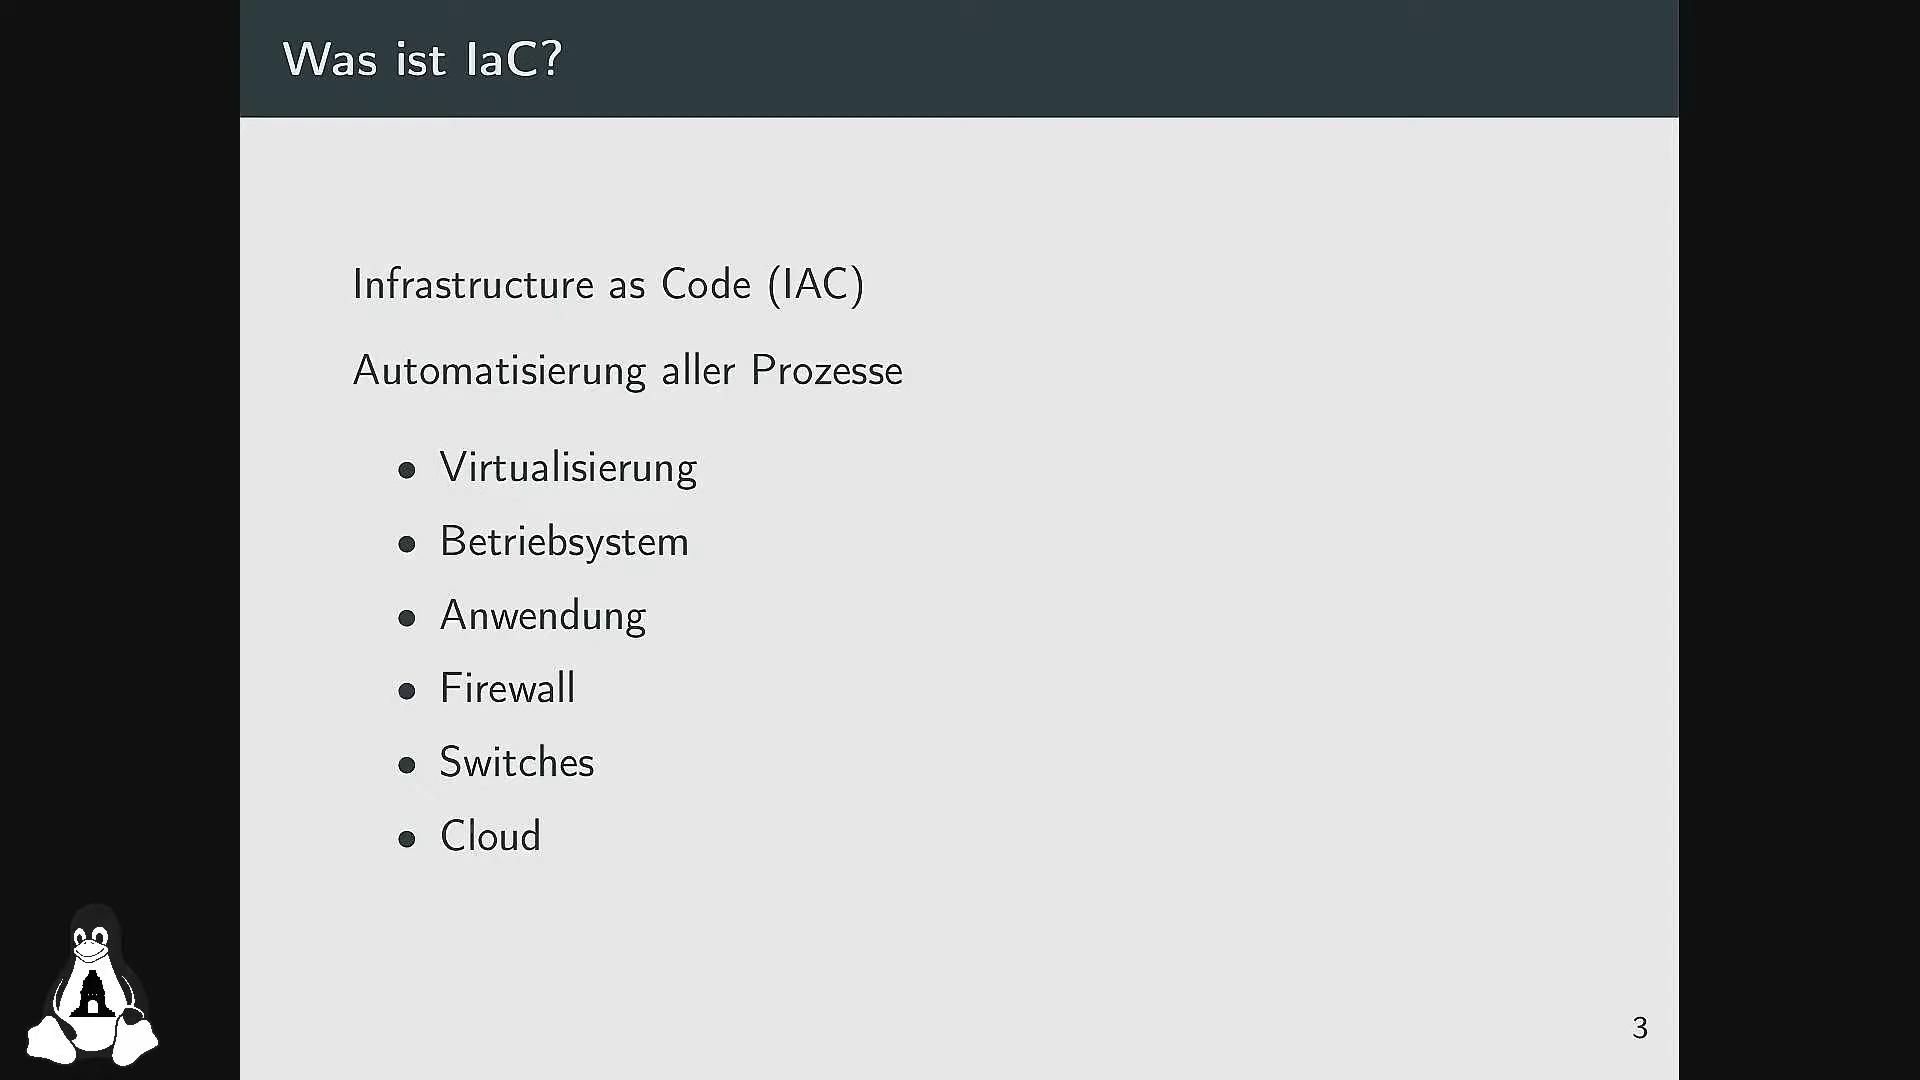 Was ist IaC?
Infrastructure as Code (IAC)
Automatisierung aller Prozesse
• Virtualisierung
• Betriebsystem
• Anwendung
• Firewall
• Switches
• Cloud
3